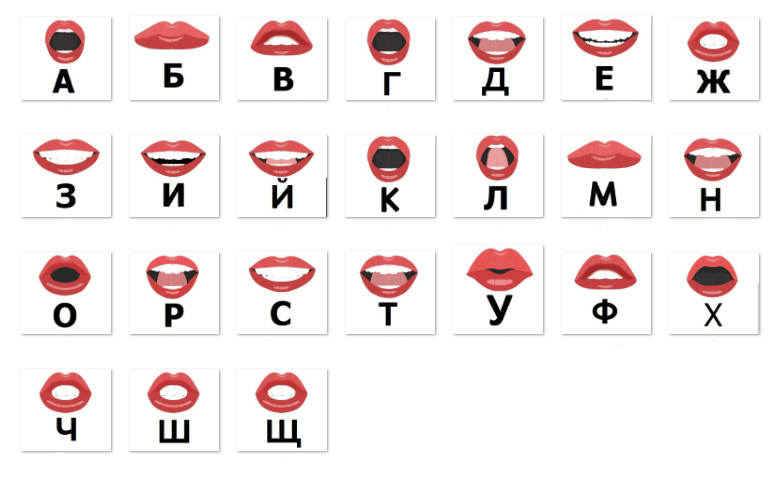 А Б В Г Д Е Ж
З И Й К Л М Н
О Р С Т У Ф Х
Ч Ш Щ